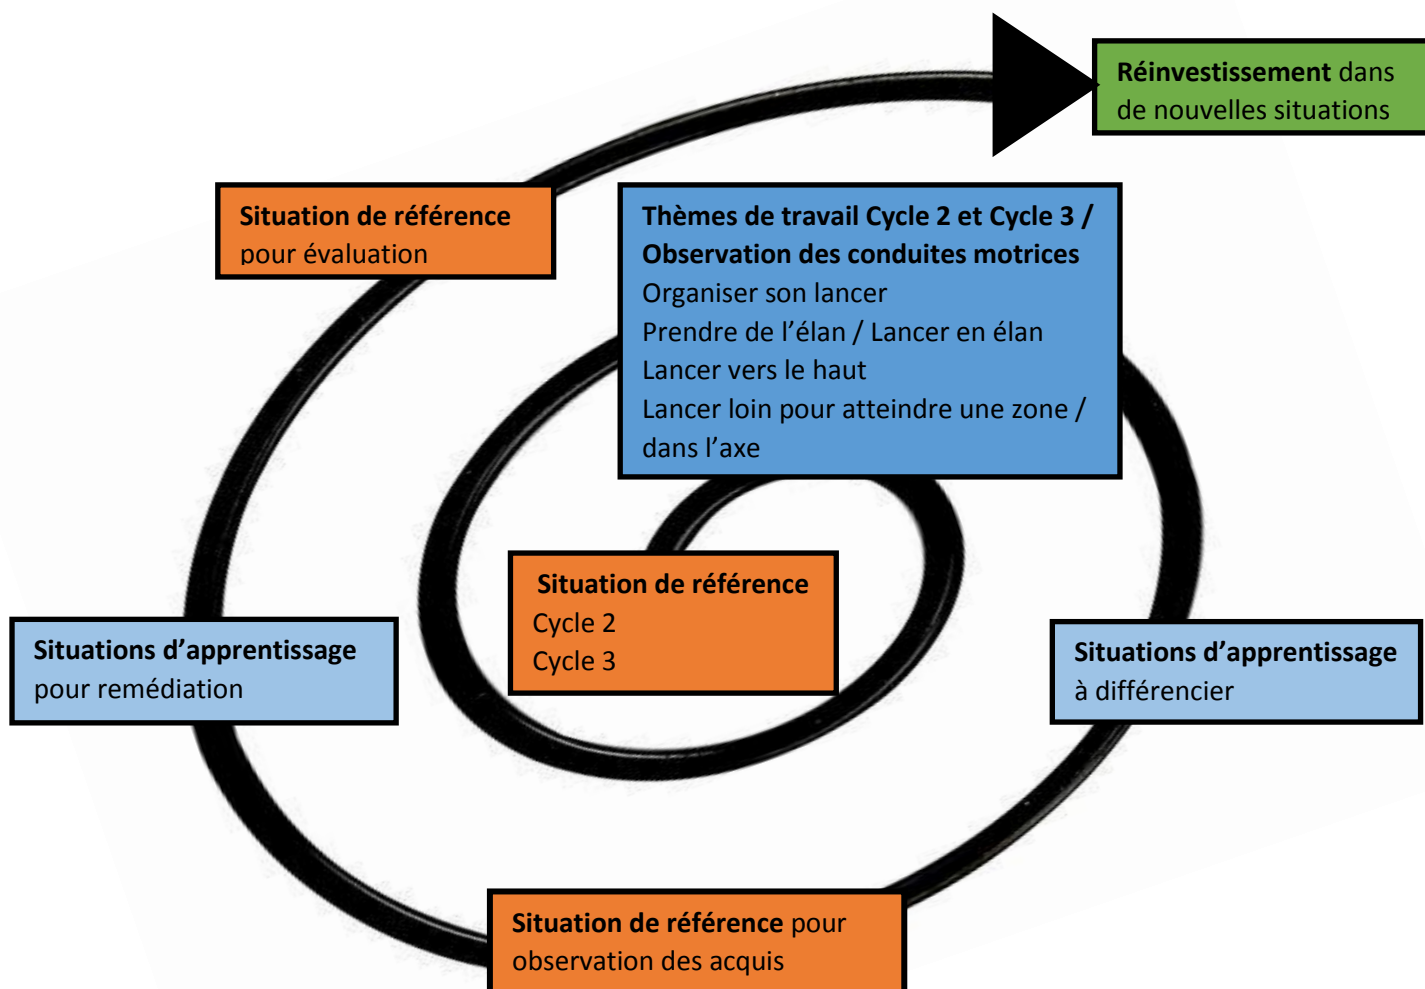 Réinvestissement dans
de nouvelles situations
Situation de référence
pour évaluation
Thèmes de travail Cycle 2 et Cycle 3 /
Observation des conduites motrices
Organiser son lancer
Prendre de l’élan / Lancer en élan
Lancer vers le haut
Lancer loin pour atteindre une zone /
dans l’axe
Situation de référence
Cycle 2
Cycle 3
Situations d’apprentissage
pour remédiation
Situations d’apprentissage
à différencier
Situation de référence pour
observation des acquis